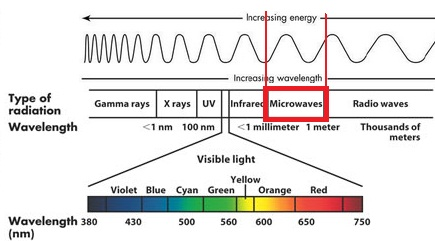 Increasing energy
Increasing wavelength
Type of radiation
Gamma rays X rays UV Infrared Microwaves Radio waves
Wavelength <1 nm 100 nm <1 millimeter 1 meter Thousands of meters
Visible light
Violet Blue Cyan Green Yellow Orange Red
Wavelength (nm) 380 430 500 560 600 650 750